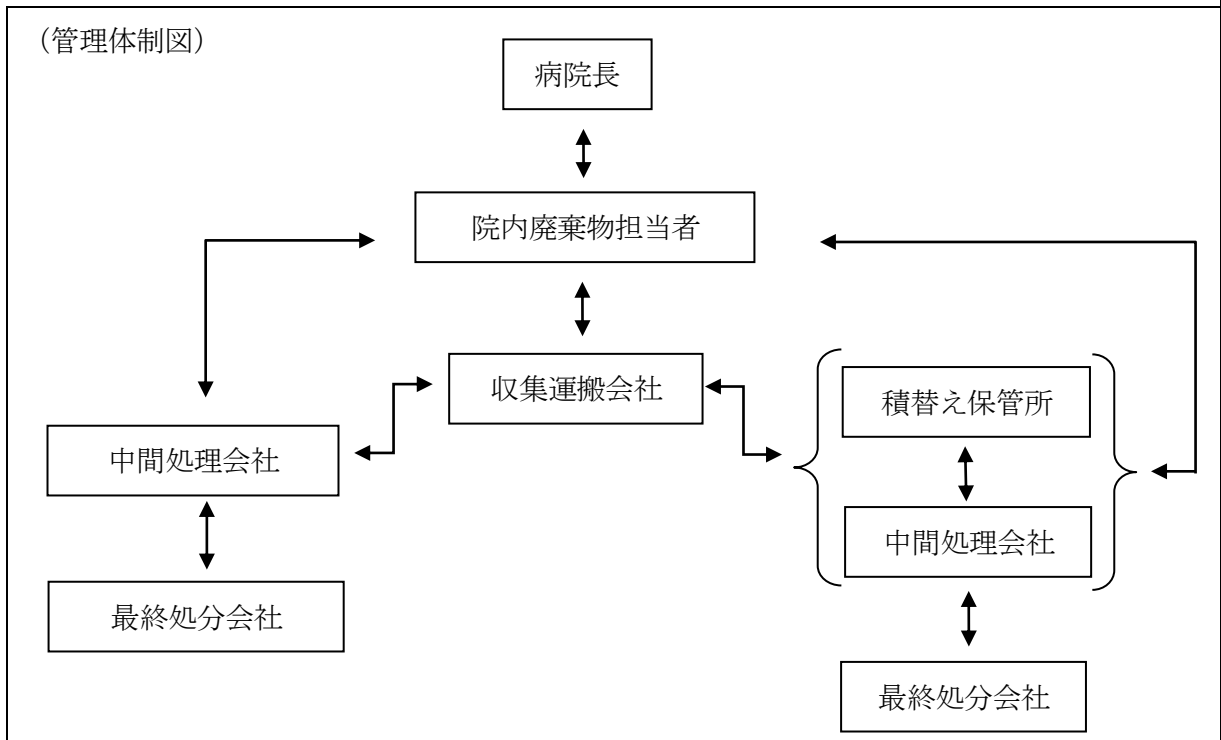 （管理体制図）
病院長
院内廃棄物担当者
収集運搬会社
積替え保管所
中間処理会社
中間処理会社
最終処分会社
最終処分会社